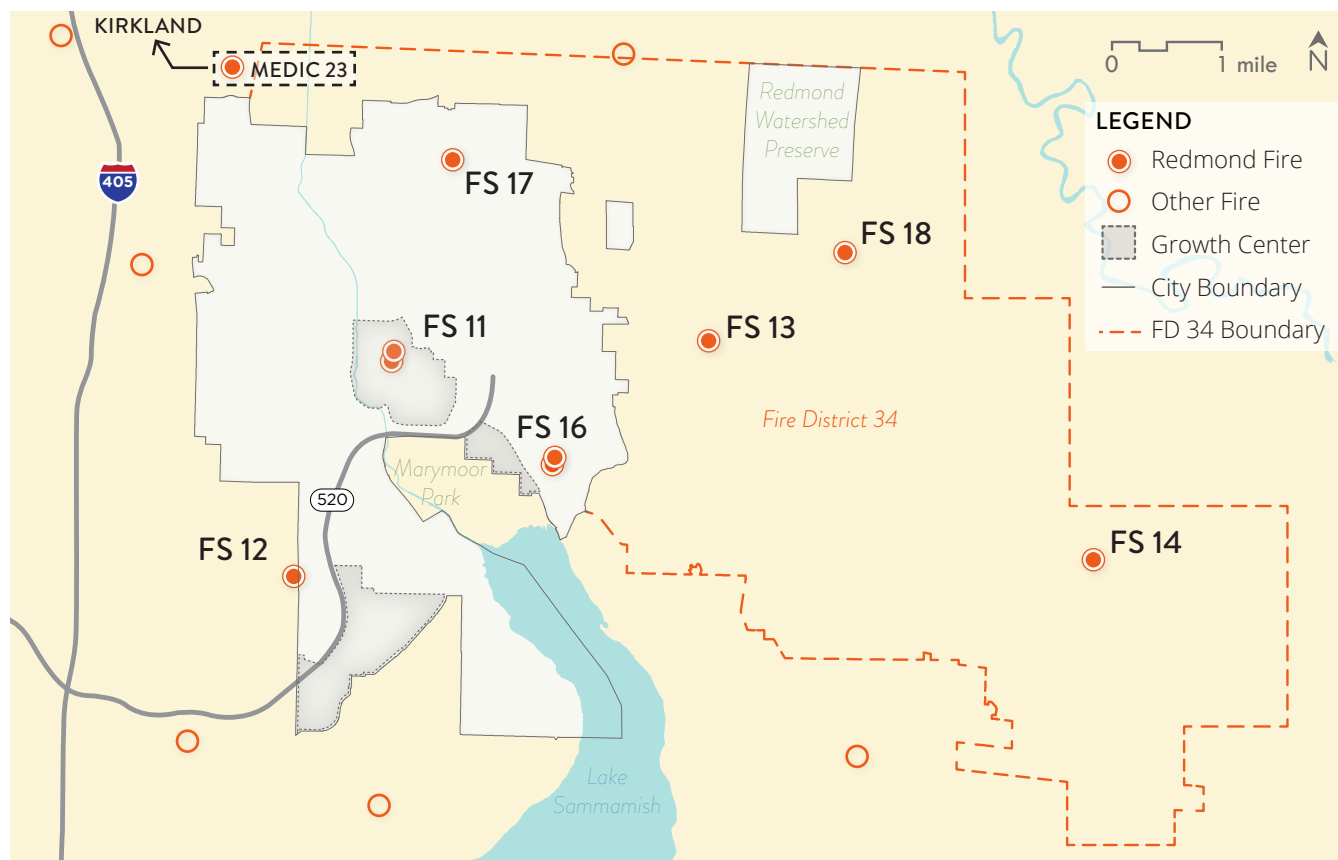 KIRKLAND
MEDIC 23
0
1 mile
N
Redmond
Watershed
Preserve
LEGEND
Redmond Fire
Other Fire
Growth Center
City Boundary
FD 34 Boundary
405
FS 17
FS 18
FS 11
FS 13
Fire District 34
FS 16
Marymoor
Park
520
FS 12
FS 14
Lake
Sammamish